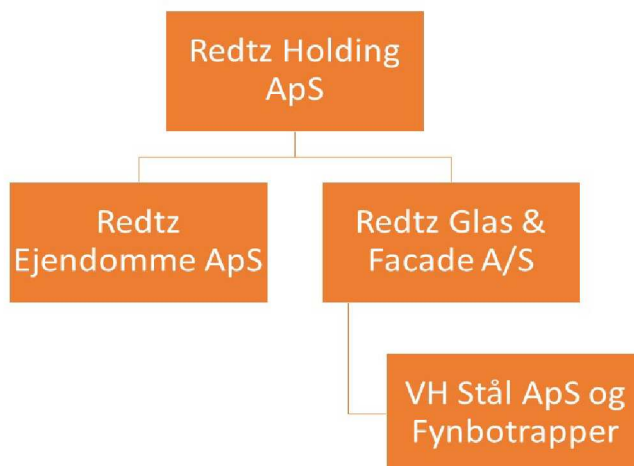 Redtz Holding
ApS
Redtz
Ejendomme ApS
Redtz Glas &
Facade A/S
VH Stål ApS og
Fynbotrapper